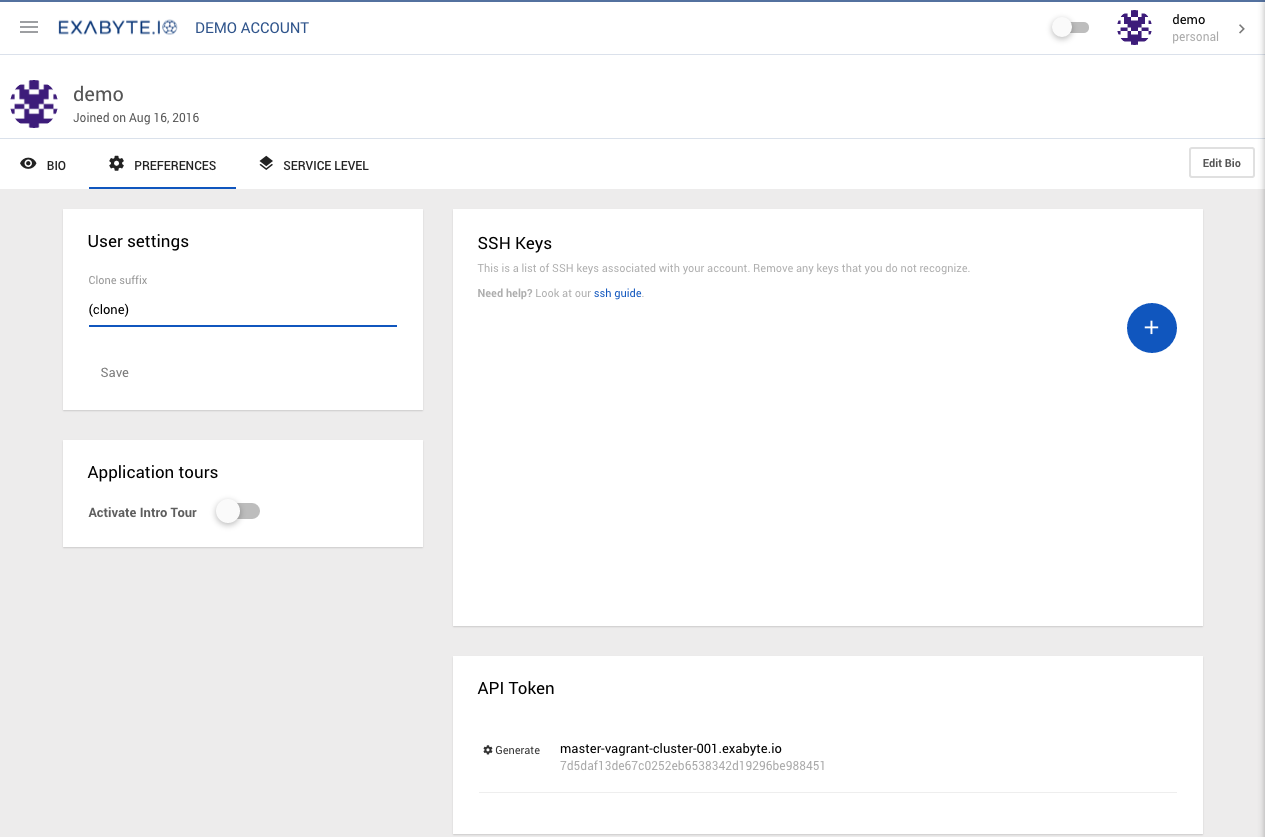 EXABYTE.IO DEMO ACCOUNT
demo
personal
demo
Joined on Aug 16, 2016
BIO PREFERENCES SERVICE LEVEL Edit Bio
User settings
Clone suffix
(clone)
Save
Application tours
Activate Intro Tour
SSH Keys
This is a list of SSH keys associated with your account. Remove any keys that you do not recognize.
Need help? Look at our ssh guide.
API Token
Generate master-vagrant-cluster-001.exabyte.io
7d5daf13de67c0252eb6538342d19296be988451